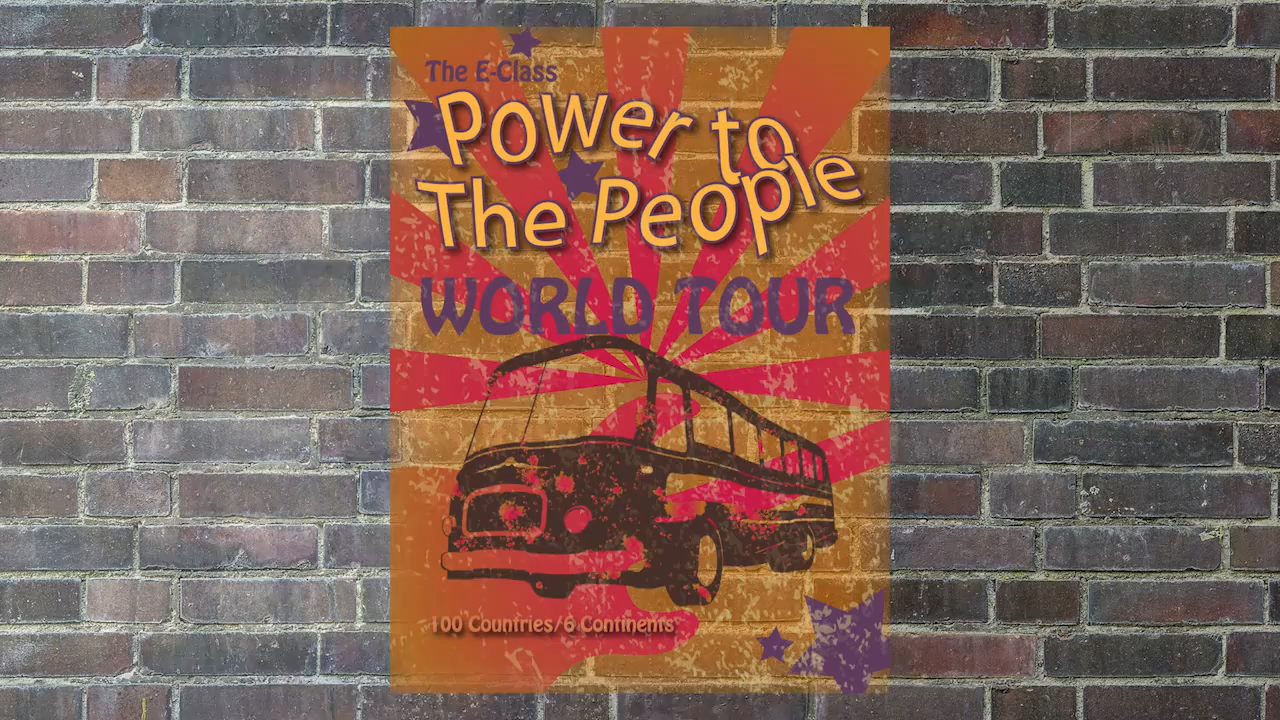 The E-Class
Power to
The People
WORLD TOUR
100 Countries/6 Continents